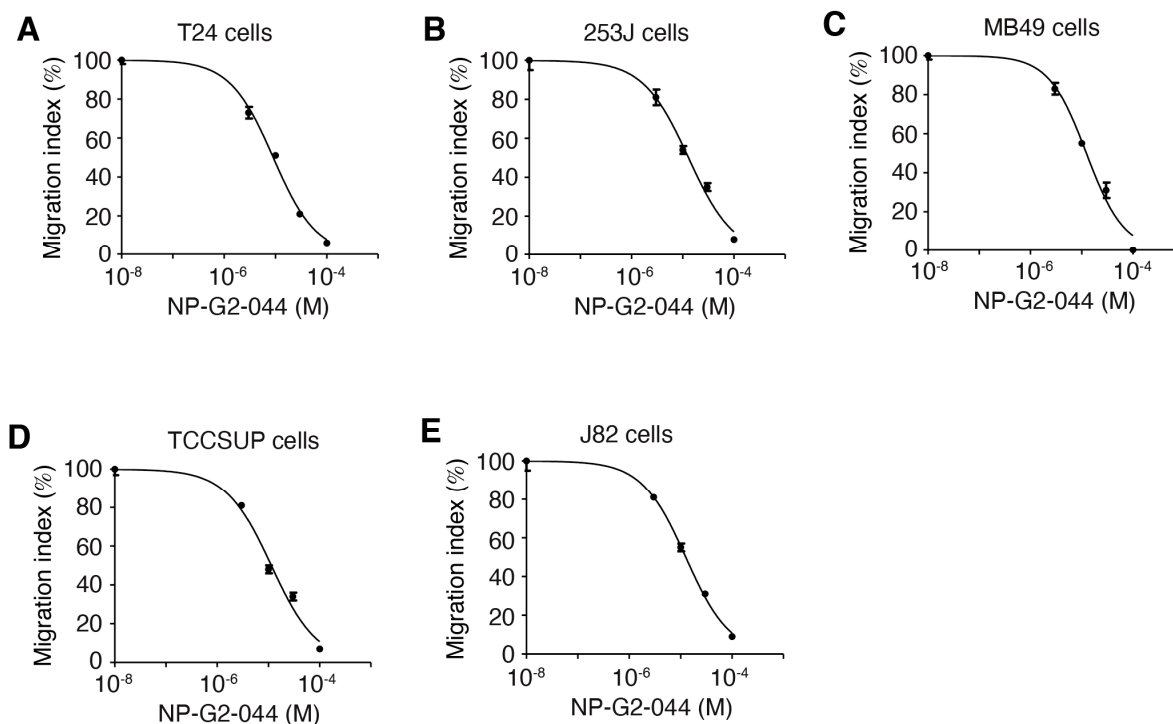 A
T24 cells
Migration index (%)
100
80
60
40
20
0
10-8
10-6
10-4
NP-G2-044 (M)
B
253J cells
Migration index (%)
100
80
60
40
20
0
10-8
10-6
10-4
NP-G2-044 (M)
C
MB49 cells
Migration index (%)
100
80
60
40
20
0
10-8
10-6
10-4
NP-G2-044 (M)
D
TCCSUP cells
Migration index (%)
100
80
60
40
20
0
10-8
10-6
10-4
NP-G2-044 (M)
E
J82 cells
Migration index (%)
100
80
60
40
20
0
10-8
10-6
10-4
NP-G2-044 (M)